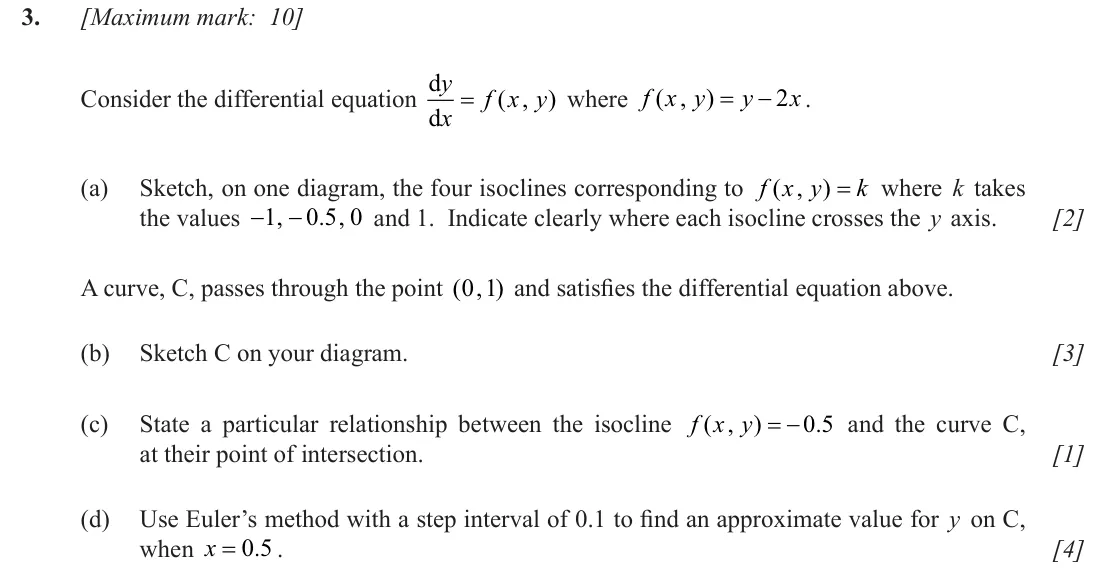 3. [Maximum mark: 10]
Consider the differential equation dy/dx = f(x, y) where f(x, y) = y − 2x.
(a) Sketch, on one diagram, the four isoclines corresponding to f(x, y) = k where k takes
the values −1, −0.5, 0 and 1. Indicate clearly where each isocline crosses the y axis. [2]
A curve, C, passes through the point (0, 1) and satisfies the differential equation above.
(b) Sketch C on your diagram. [3]
(c) State a particular relationship between the isocline f(x, y) = −0.5 and the curve C,
at their point of intersection. [1]
(d) Use Euler’s method with a step interval of 0.1 to find an approximate value for y on C,
when x = 0.5. [4]